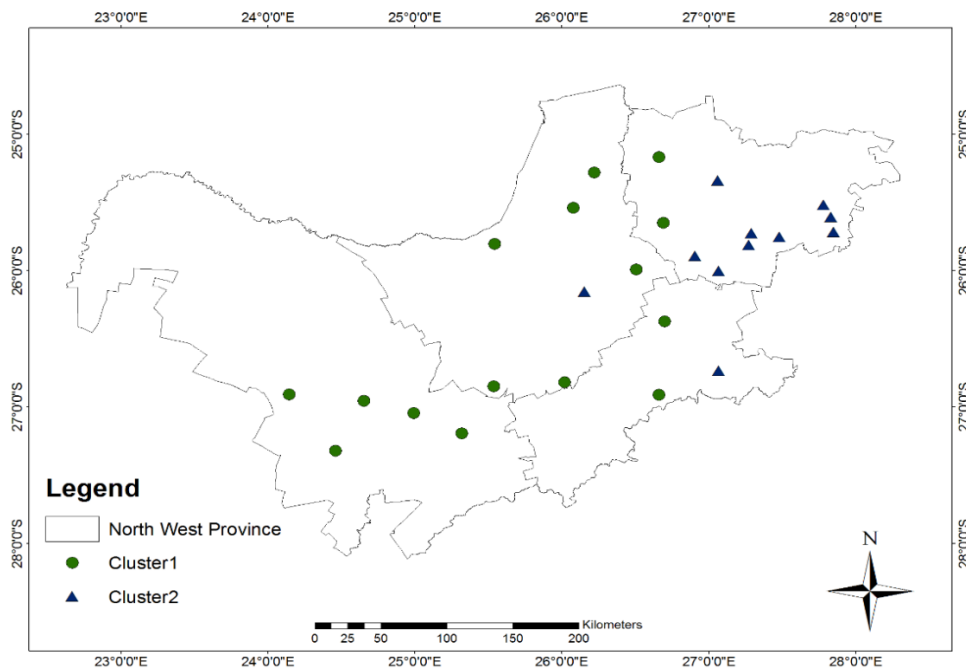 23°0'0"E 24°0'0"E 25°0'0"E 26°0'0"E 27°0'0"E 28°0'0"E
25°0'0"S 25°0'0"S
26°0'0"S 26°0'0"S
27°0'0"S 27°0'0"S
28°0'0"S 28°0'0"S
Legend
North West Province
Cluster1
Cluster2
N
Kilometers
0 25 50 100 150 200
23°0'0"E 24°0'0"E 25°0'0"E 26°0'0"E 27°0'0"E 28°0'0"E